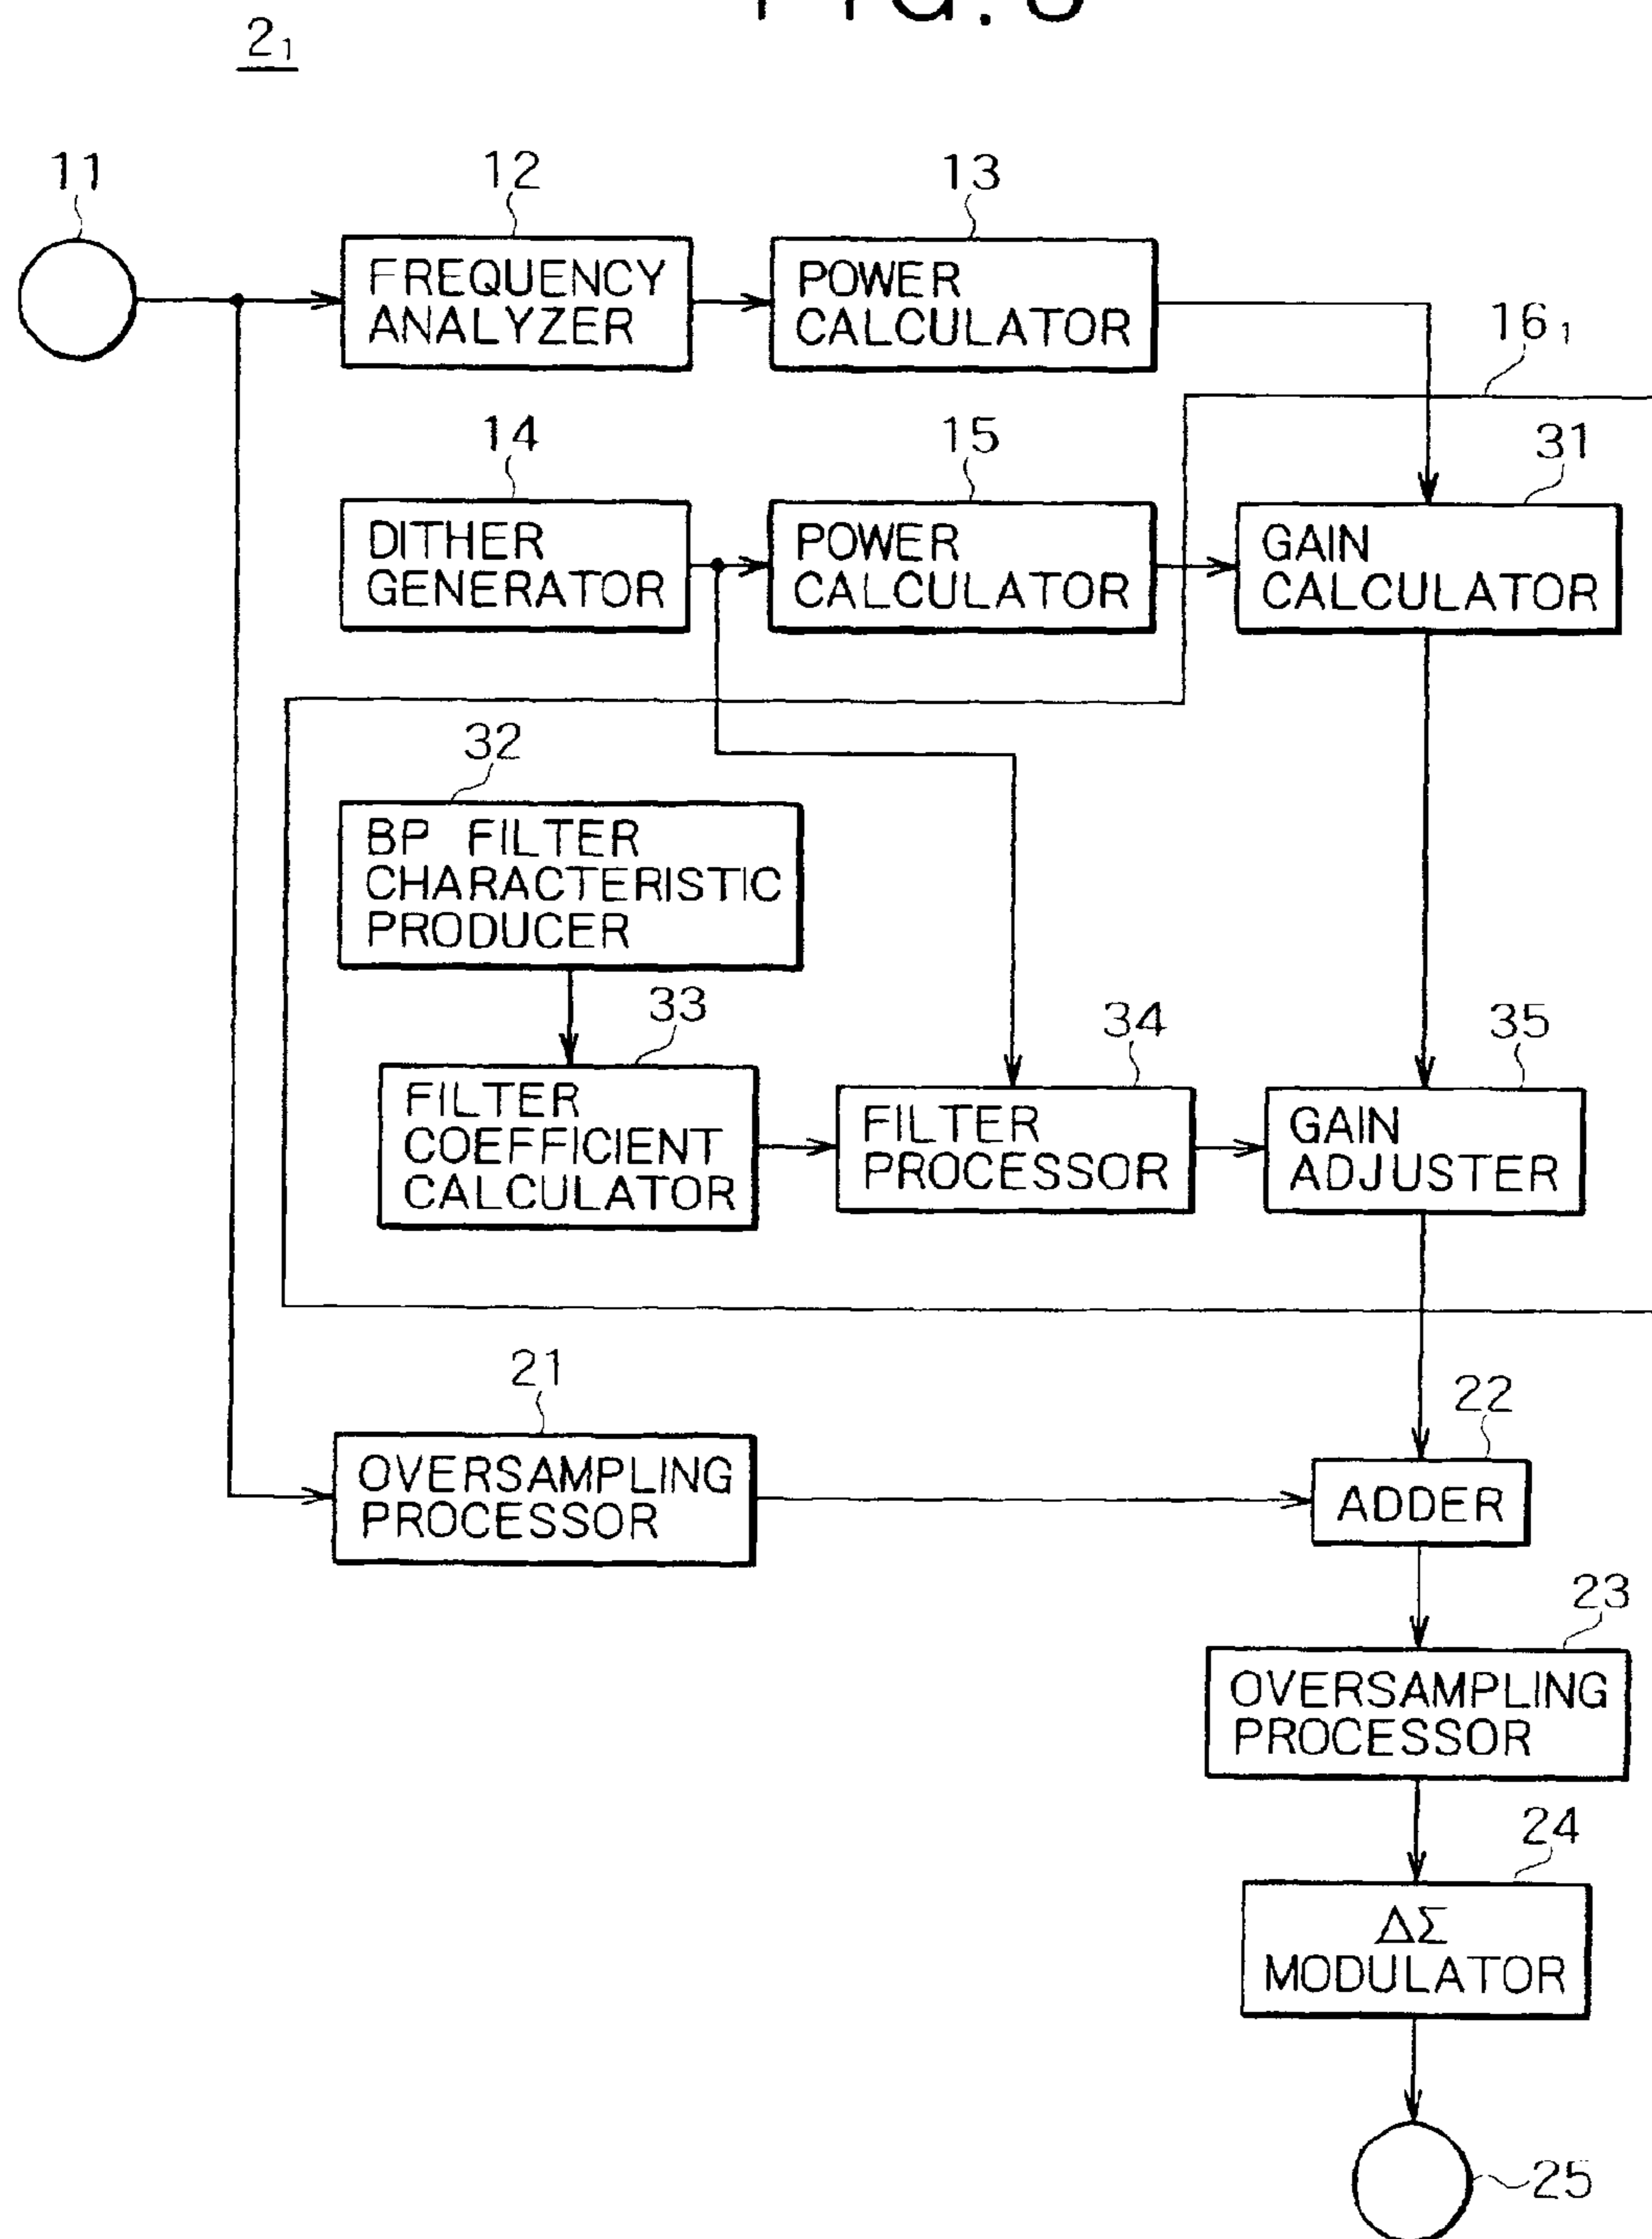 2₁
11
12
13
FREQUENCY
ANALYZER
POWER
CALCULATOR
16₁
14
15
31
DITHER
GENERATOR
POWER
CALCULATOR
GAIN
CALCULATOR
32
BP FILTER
CHARACTERISTIC
PRODUCER
33
34
35
FILTER
COEFFICIENT
CALCULATOR
FILTER
PROCESSOR
GAIN
ADJUSTER
21
22
OVERSAMPLING
PROCESSOR
ADDER
23
OVERSAMPLING
PROCESSOR
24
ΔΣ
MODULATOR
25